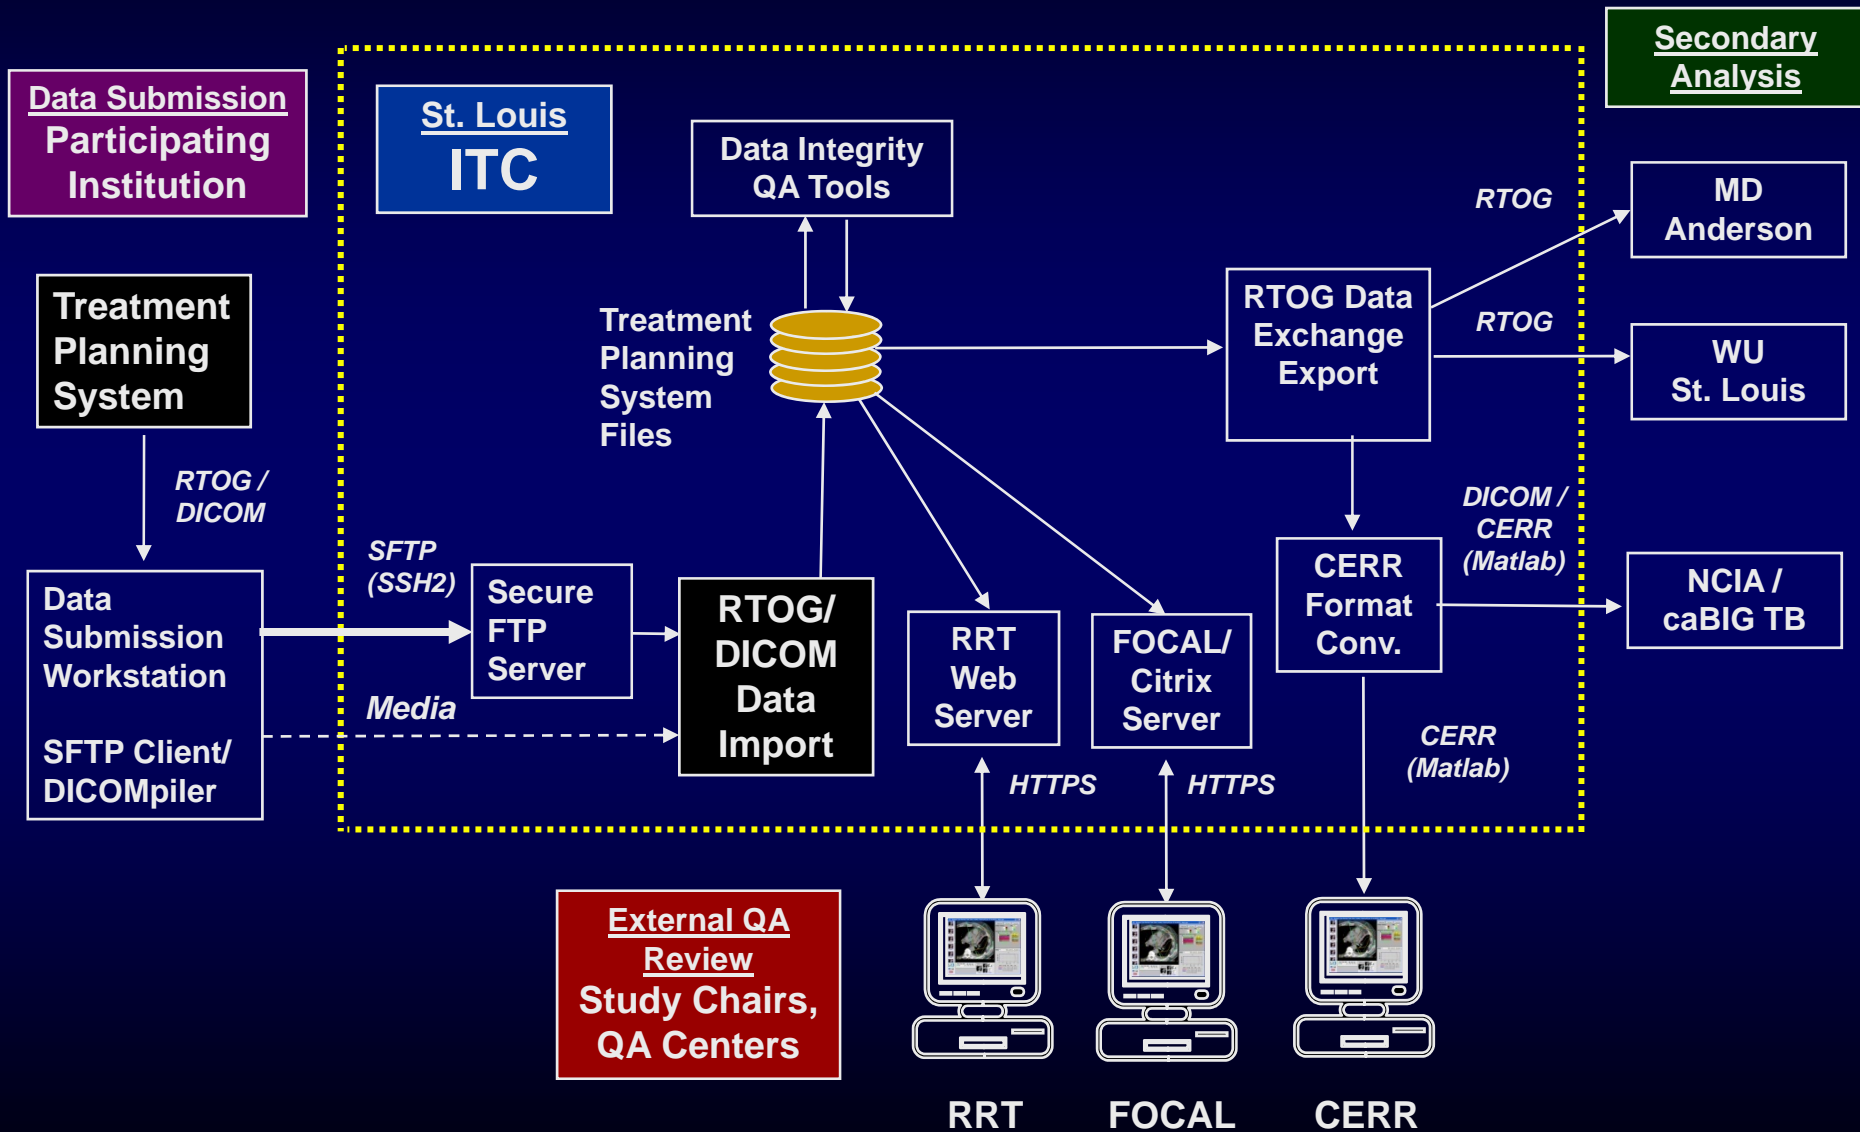 Data Submission
Participating
Institution
St. Louis
ITC
Secondary
Analysis
Data Integrity
QA Tools
Treatment
Planning
System
RTOG /
DICOM
Data
Submission
Workstation
SFTP Client/
DICOMpiler
SFTP
(SSH2)
Media
Secure
FTP
Server
RTOG/
DICOM
Data
Import
Treatment
Planning
System
Files
RRT
Web
Server
FOCAL/
Citrix
Server
HTTPS
HTTPS
RTOG Data
Exchange
Export
RTOG
RTOG
MD
Anderson
WU
St. Louis
CERR
Format
Conv.
DICOM /
CERR
(Matlab)
NCIA /
caBIG TB
CERR
(Matlab)
External QA
Review
Study Chairs,
QA Centers
RRT
FOCAL
CERR